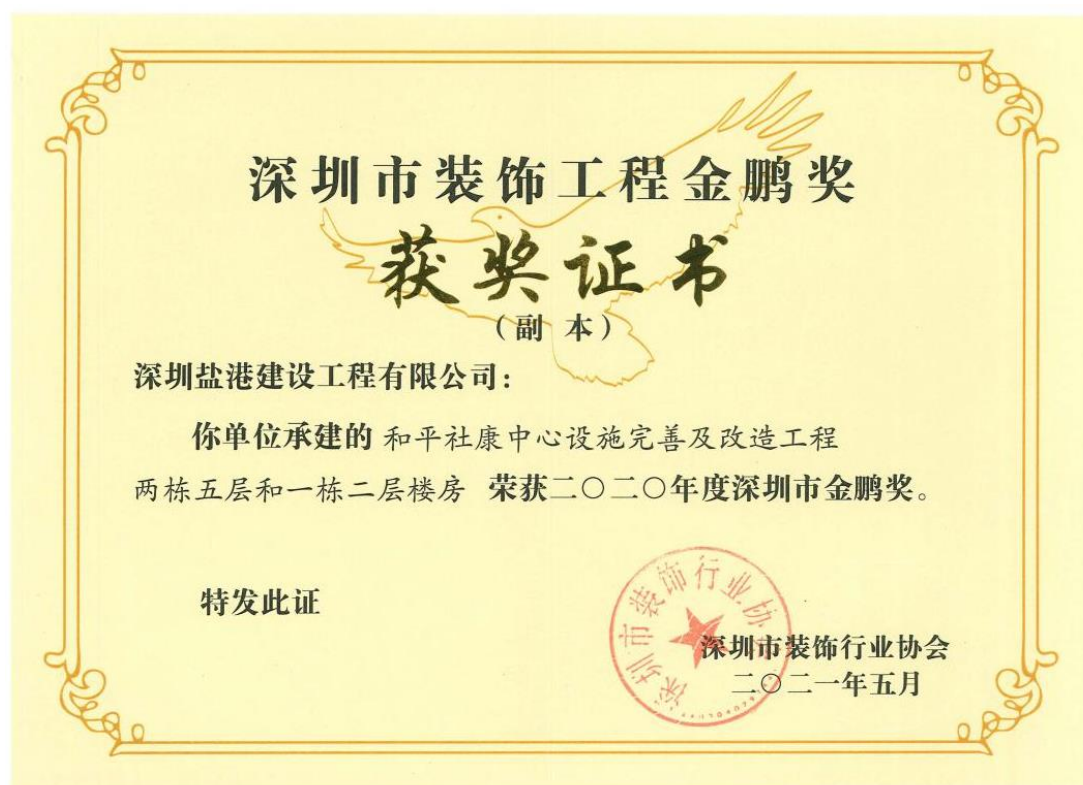 深圳市装饰工程金鹏奖
获奖证书
(副 本)
深圳盐港建设工程有限公司：
你单位承建的 和平社康中心设施完善及改造工程
两栋五层和一栋二层楼房 荣获二〇二〇年度深圳市金鹏奖。
特发此证
深圳市装饰行业协会
深圳市装饰行业协会
二〇二一年五月